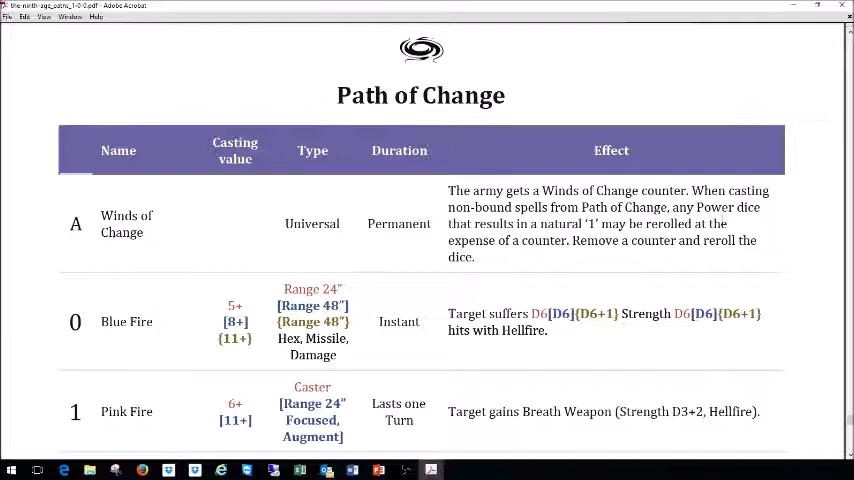 the-ninth-age_paths_1-0-0.pdf - Adobe Acrobat
File Edit View Window Help
Path of Change
Name Casting value Type Duration Effect
A
Winds of
Change
Universal
Permanent
The army gets a Winds of Change counter. When casting
non-bound spells from Path of Change, any Power dice
that results in a natural ‘1’ may be rerolled at the
expense of a counter. Remove a counter and reroll the
dice.
0
Blue Fire
5+
[8+]
{11+}
Range 24”
[Range 48”]
{Range 48”}
Hex, Missile,
Damage
Instant
Target suffers D6[D6]{D6+1} Strength D6[D6]{D6+1}
hits with Hellfire.
1
Pink Fire
6+
[11+]
Caster
[Range 24”
Focused,
Augment]
Lasts one
Turn
Target gains Breath Weapon (Strength D3+2, Hellfire).